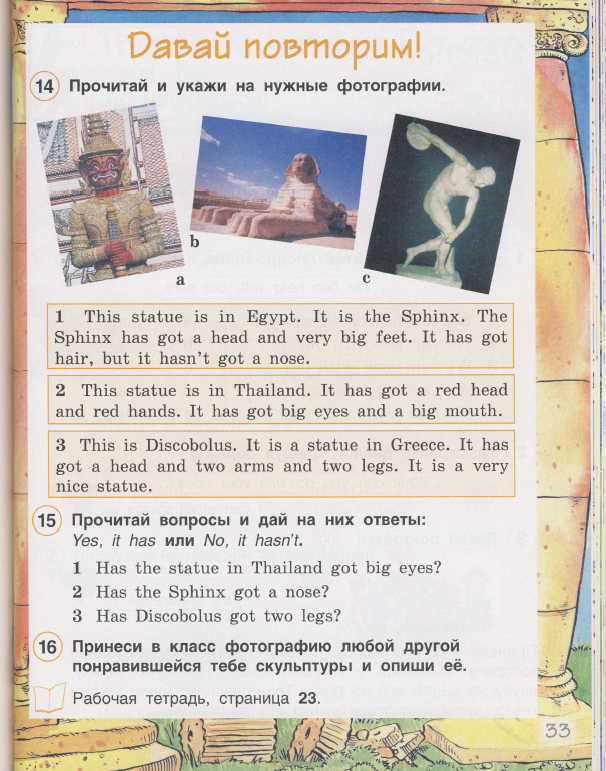 Давай повторим!
14 Прочитай и укажи на нужные фотографии.
a
b
c
1 This statue is in Egypt. It is the Sphinx. The
Sphinx has got a head and very big feet. It has got
hair, but it hasn't got a nose.
2 This statue is in Thailand. It has got a red head
and red hands. It has got big eyes and a big mouth.
3 This is Discobolus. It is a statue in Greece. It has
got a head and two arms and two legs. It is a very
nice statue.
15 Прочитай вопросы и дай на них ответы:
Yes, it has или No, it hasn't.
1 Has the statue in Thailand got big eyes?
2 Has the Sphinx got a nose?
3 Has Discobolus got two legs?
16 Принеси в класс фотографию любой другой
понравившейся тебе скульптуры и опиши её.
Рабочая тетрадь, страница 23.
33